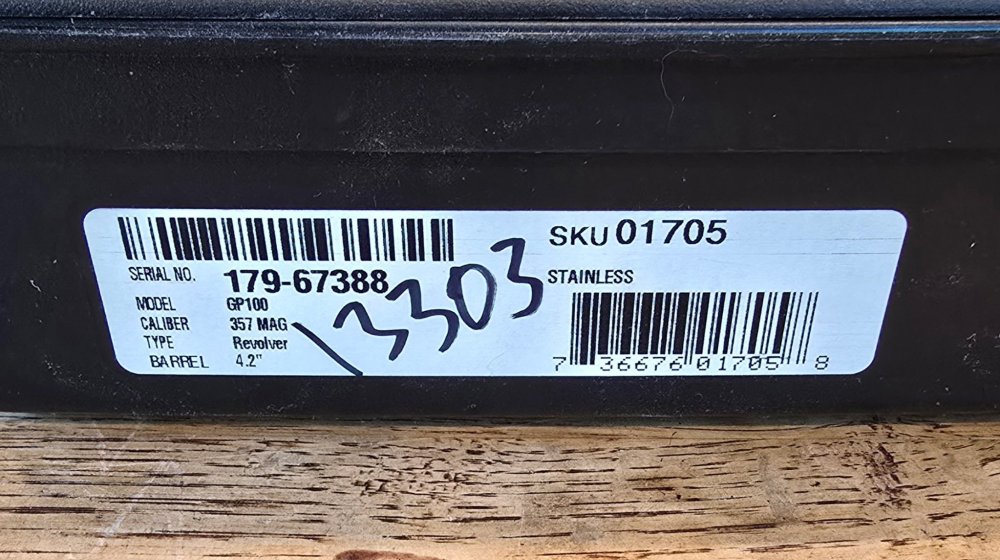 SKU 01705
SERIAL NO. 179-67388
STAINLESS
MODEL GP100
CALIBER 357 MAG
TYPE Revolver
BARREL 4.2"
13303
7 36676 01705 8